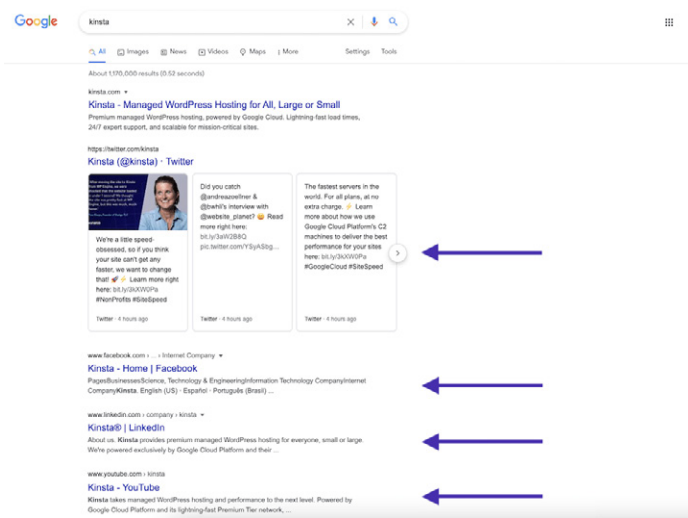 Google
kinsta
All Images News Videos Maps More Settings Tools
About 1,170,000 results (0.52 seconds)
kinsta.com
Kinsta - Managed WordPress Hosting for All, Large or Small
Premium managed WordPress hosting, powered by Google Cloud. Lightning-fast load times,
24/7 expert support, and scalable for mission-critical sites.
https://twitter.com/kinsta
Kinsta (@kinsta) · Twitter
We're a little speed-
obsessed, so if you think
your site can't get any
faster, we want to change
that! 🚀⚡ Learn more right
here: bit.ly/3kXW0Pa
#NonProfits #SiteSpeed
Twitter · 4 hours ago
Did you catch
@andreazoellner &
@bwhli's interview with
@website_planet? 😀 Read
more right here:
bit.ly/3aW2B8Q
Twitter · 4 hours ago
The fastest servers in the
world. For all plans, at no
extra charge. ⚡ Learn
more about how we use
Google Cloud Platform's C2
machines to deliver the best
performance for your sites
here: bit.ly/3kXW0Pa
#GoogleCloud #SiteSpeed
Twitter · 4 hours ago
www.facebook.com › ... › Internet Company
Kinsta - Home | Facebook
PagesBusinessesScience, Technology & EngineeringInformation Technology CompanyInternet
CompanyKinsta. English (US) · Español · Português (Brasil) ...
www.linkedin.com › company › kinsta
Kinsta® | LinkedIn
About us. Kinsta provides premium managed WordPress hosting for everyone, small or large.
We're powered exclusively by Google Cloud Platform and their ...
www.youtube.com › kinsta
Kinsta - YouTube
Kinsta takes managed WordPress hosting and performance to the next level. Powered by
Google Cloud Platform and its lightning-fast Premium Tier network, ...